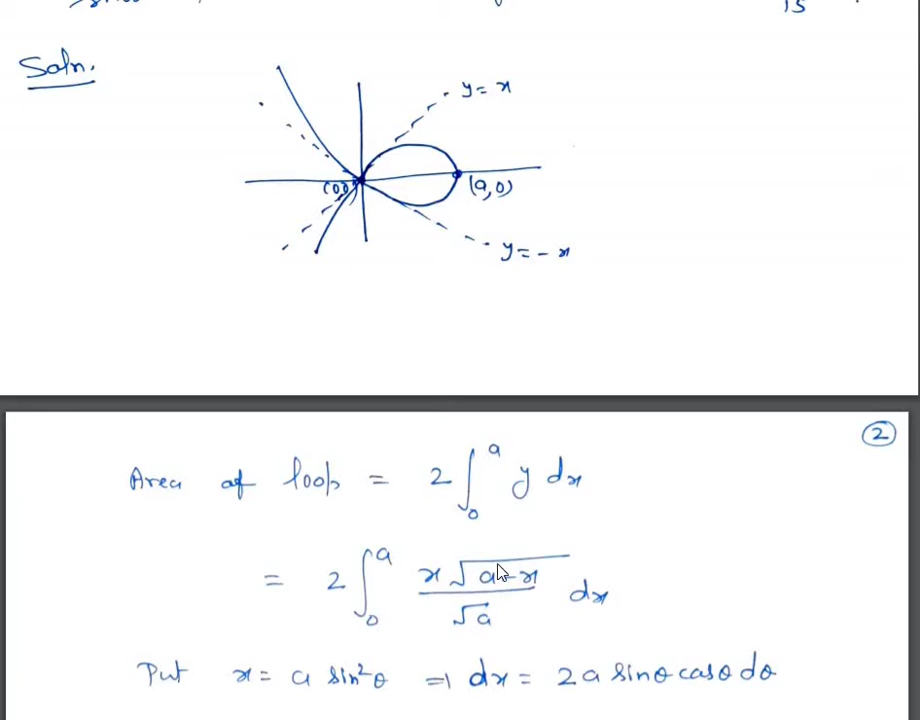 15
Soln.
y = x
(0,0)
(a,0)
y = - x
2
Area of loop = 2 ∫₀ᵃ y dx
= 2 ∫₀ᵃ x√(a-x) / √a dx
Put x = a sin²θ ⇒ dx = 2a sinθ cosθ dθ